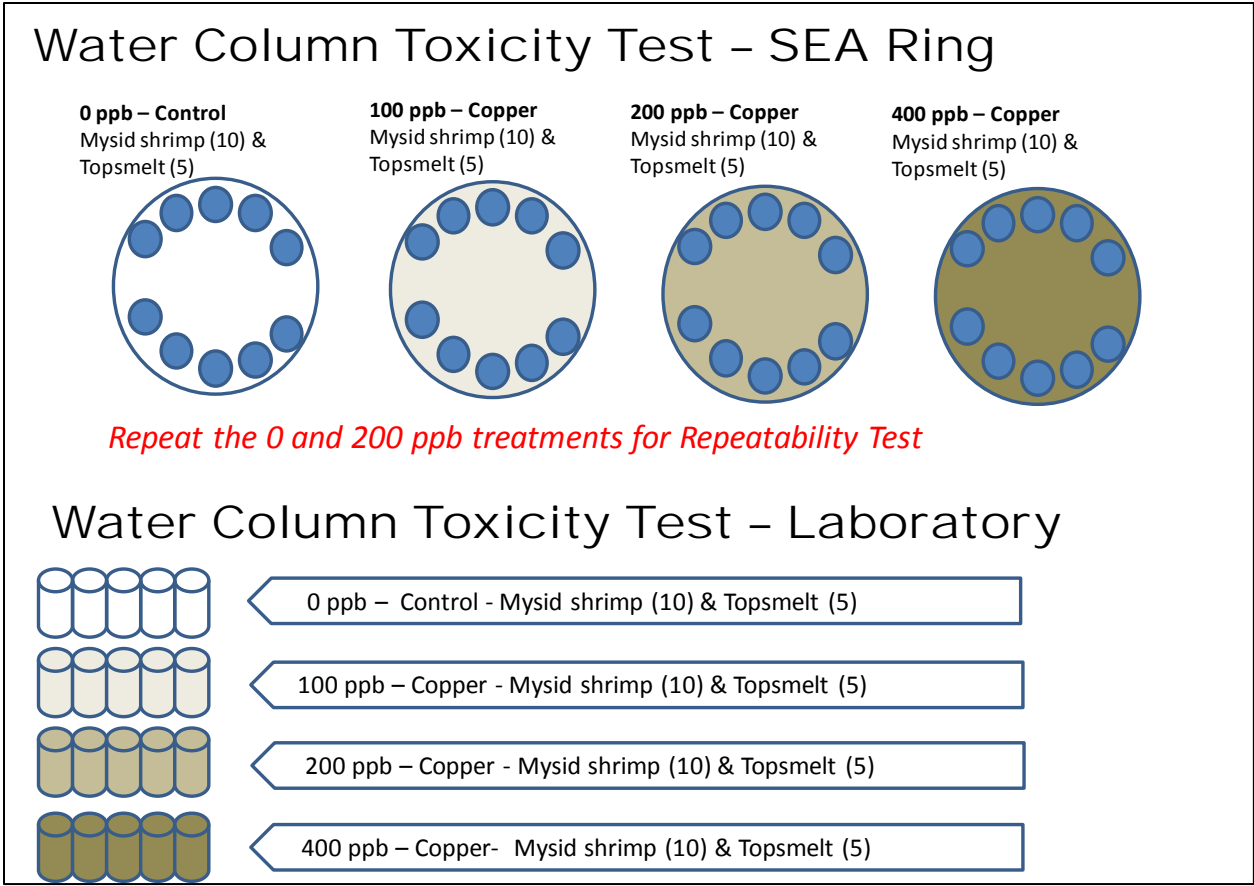 Water Column Toxicity Test – SEA Ring
0 ppb – Control
Mysid shrimp (10) &
Topsmelt (5)
100 ppb – Copper
Mysid shrimp (10) &
Topsmelt (5)
200 ppb – Copper
Mysid shrimp (10) &
Topsmelt (5)
400 ppb – Copper
Mysid shrimp (10) &
Topsmelt (5)
Repeat the 0 and 200 ppb treatments for Repeatability Test
Water Column Toxicity Test – Laboratory
0 ppb – Control - Mysid shrimp (10) & Topsmelt (5)
100 ppb – Copper - Mysid shrimp (10) & Topsmelt (5)
200 ppb – Copper - Mysid shrimp (10) & Topsmelt (5)
400 ppb – Copper- Mysid shrimp (10) & Topsmelt (5)